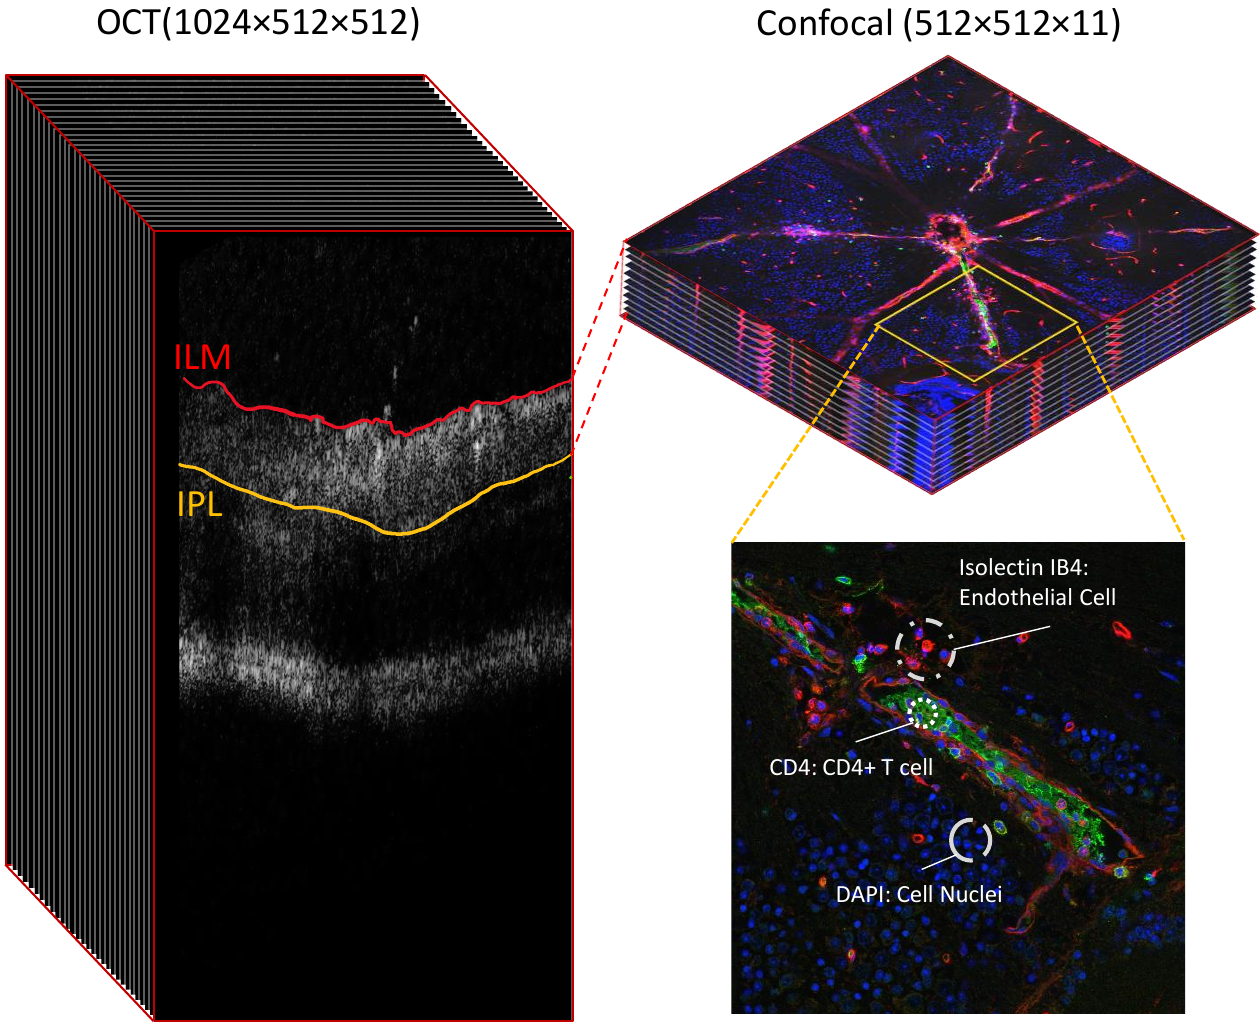 OCT(1024×512×512)
Confocal (512×512×11)
ILM
IPL
Isolectin IB4:
Endothelial Cell
CD4: CD4+ T cell
DAPI: Cell Nuclei